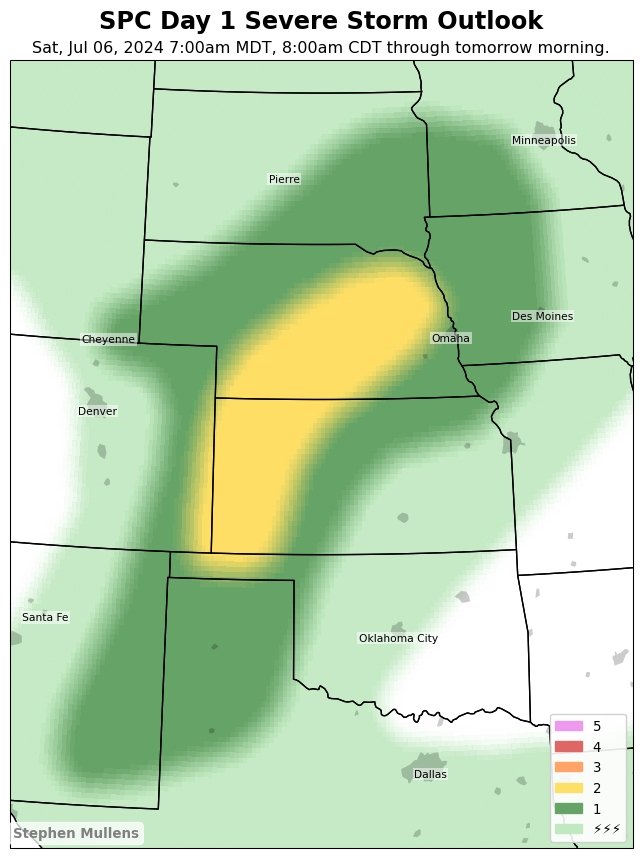 SPC Day 1 Severe Storm Outlook
Sat, Jul 06, 2024 7:00am MDT, 8:00am CDT through tomorrow morning.
Minneapolis
Pierre
Des Moines
Omaha
Cheyenne
Denver
Santa Fe
Oklahoma City
Dallas
5
4
3
2
1
⚡⚡⚡
Stephen Mullens